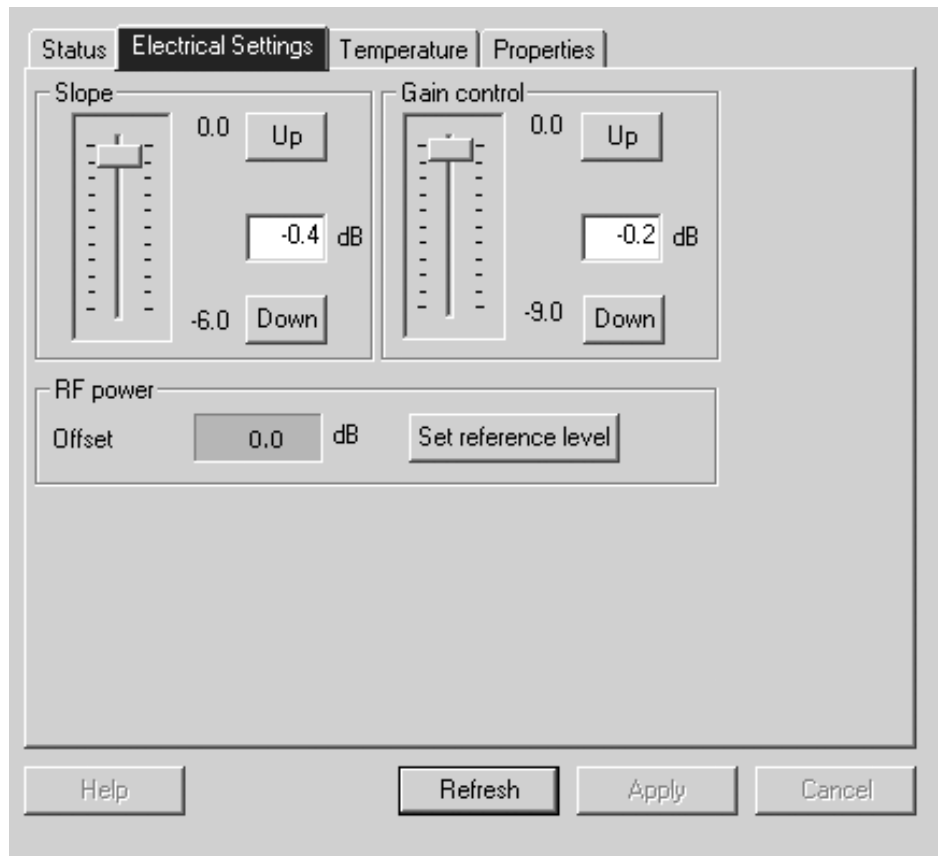 Status Electrical Settings Temperature Properties
Slope
0.0 Up
-0.4 dB
-6.0 Down
Gain control
0.0 Up
-0.2 dB
-9.0 Down
RF power
Offset 0.0 dB Set reference level
Help Refresh Apply Cancel